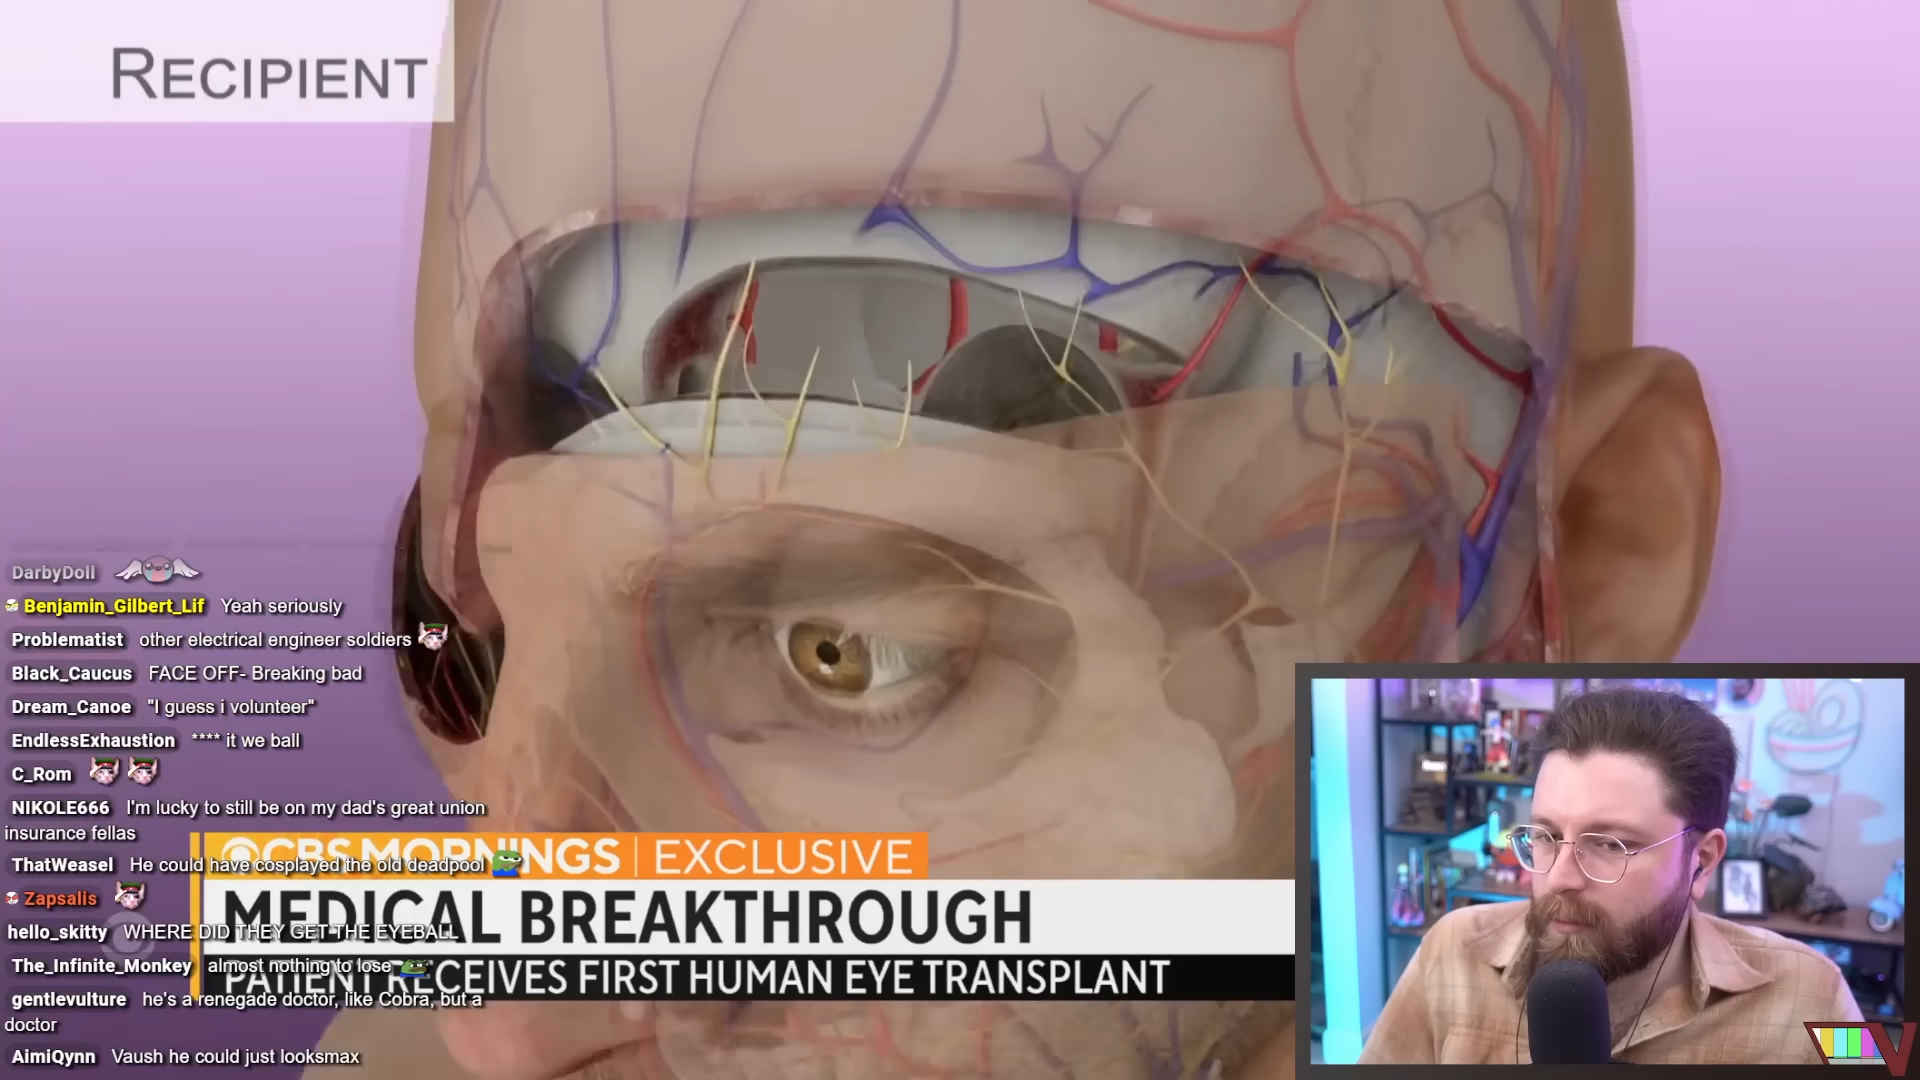 RECIPIENT
DarbyDoll
Benjamin_Gilbert_Lif Yeah seriously
Problematist other electrical engineer soldiers
Black_Caucus FACE OFF- Breaking bad
Dream_Canoe "I guess i volunteer"
EndlessExhaustion **** it we ball
C_Rom
NIKOLE666 I'm lucky to still be on my dad's great union
insurance fellas
ThatWeasel He could have cosplayed the old deadpool
Zapsalis
hello_skitty WHERE DID THEY GET THE EYEBALL
The_Infinite_Monkey almost nothing to lose
gentlevulture he's a renegade doctor, like Cobra, but a
doctor
AimiQynn Vaush he could just looksmax
CBS MORNINGS | EXCLUSIVE
MEDICAL BREAKTHROUGH
PATIENT RECEIVES FIRST HUMAN EYE TRANSPLANT
V